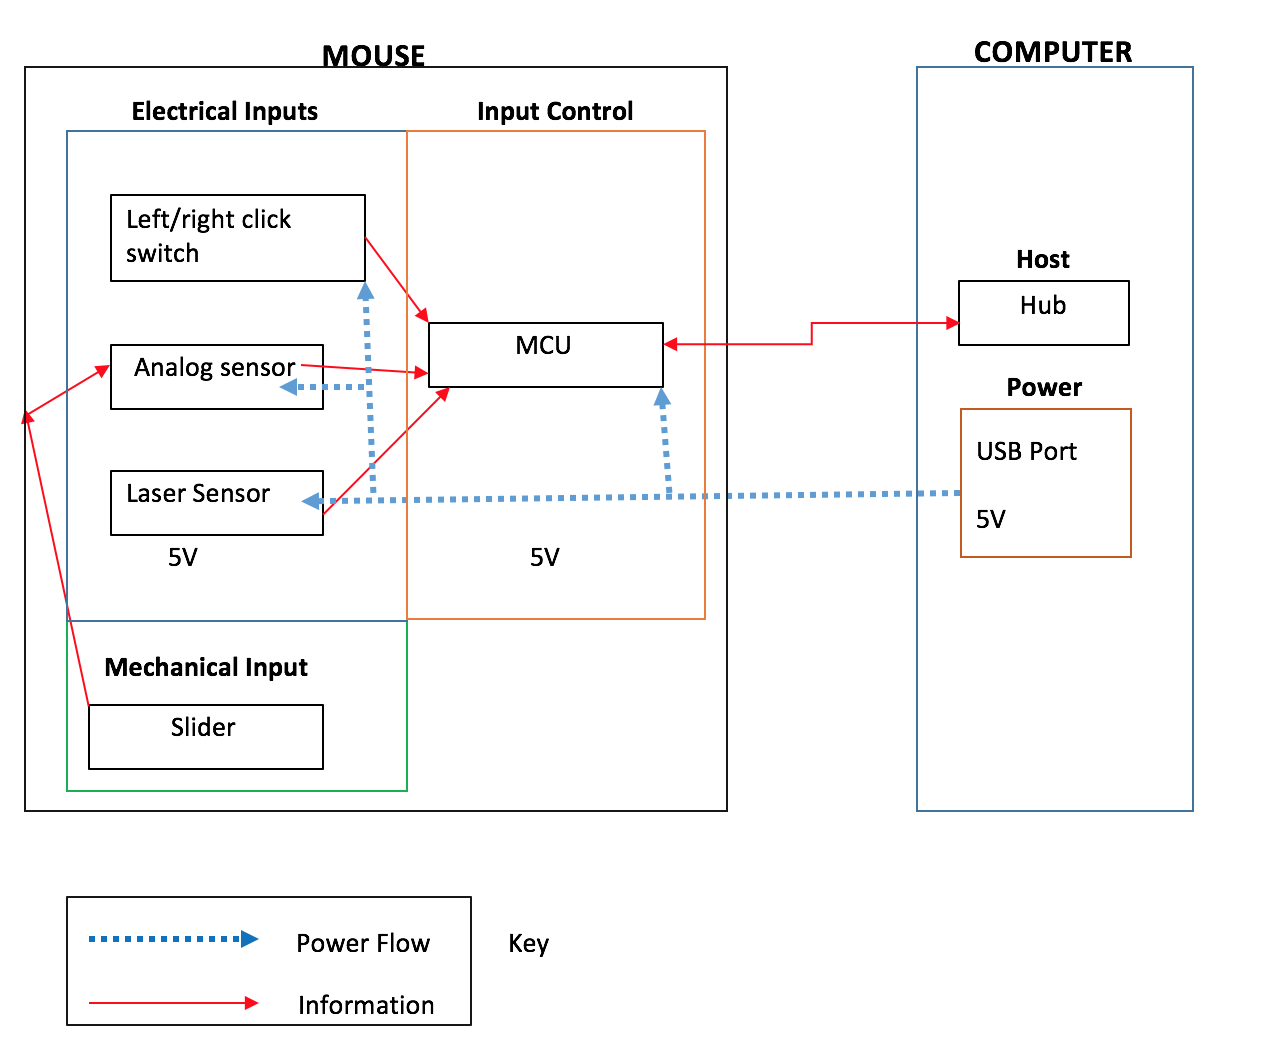 MOUSE
COMPUTER
Electrical Inputs
Input Control
Left/right click
switch
Host
Hub
MCU
Analog sensor
Power
USB Port
Laser Sensor
5V
5V
5V
Mechanical Input
Slider
Power Flow
Key
Information